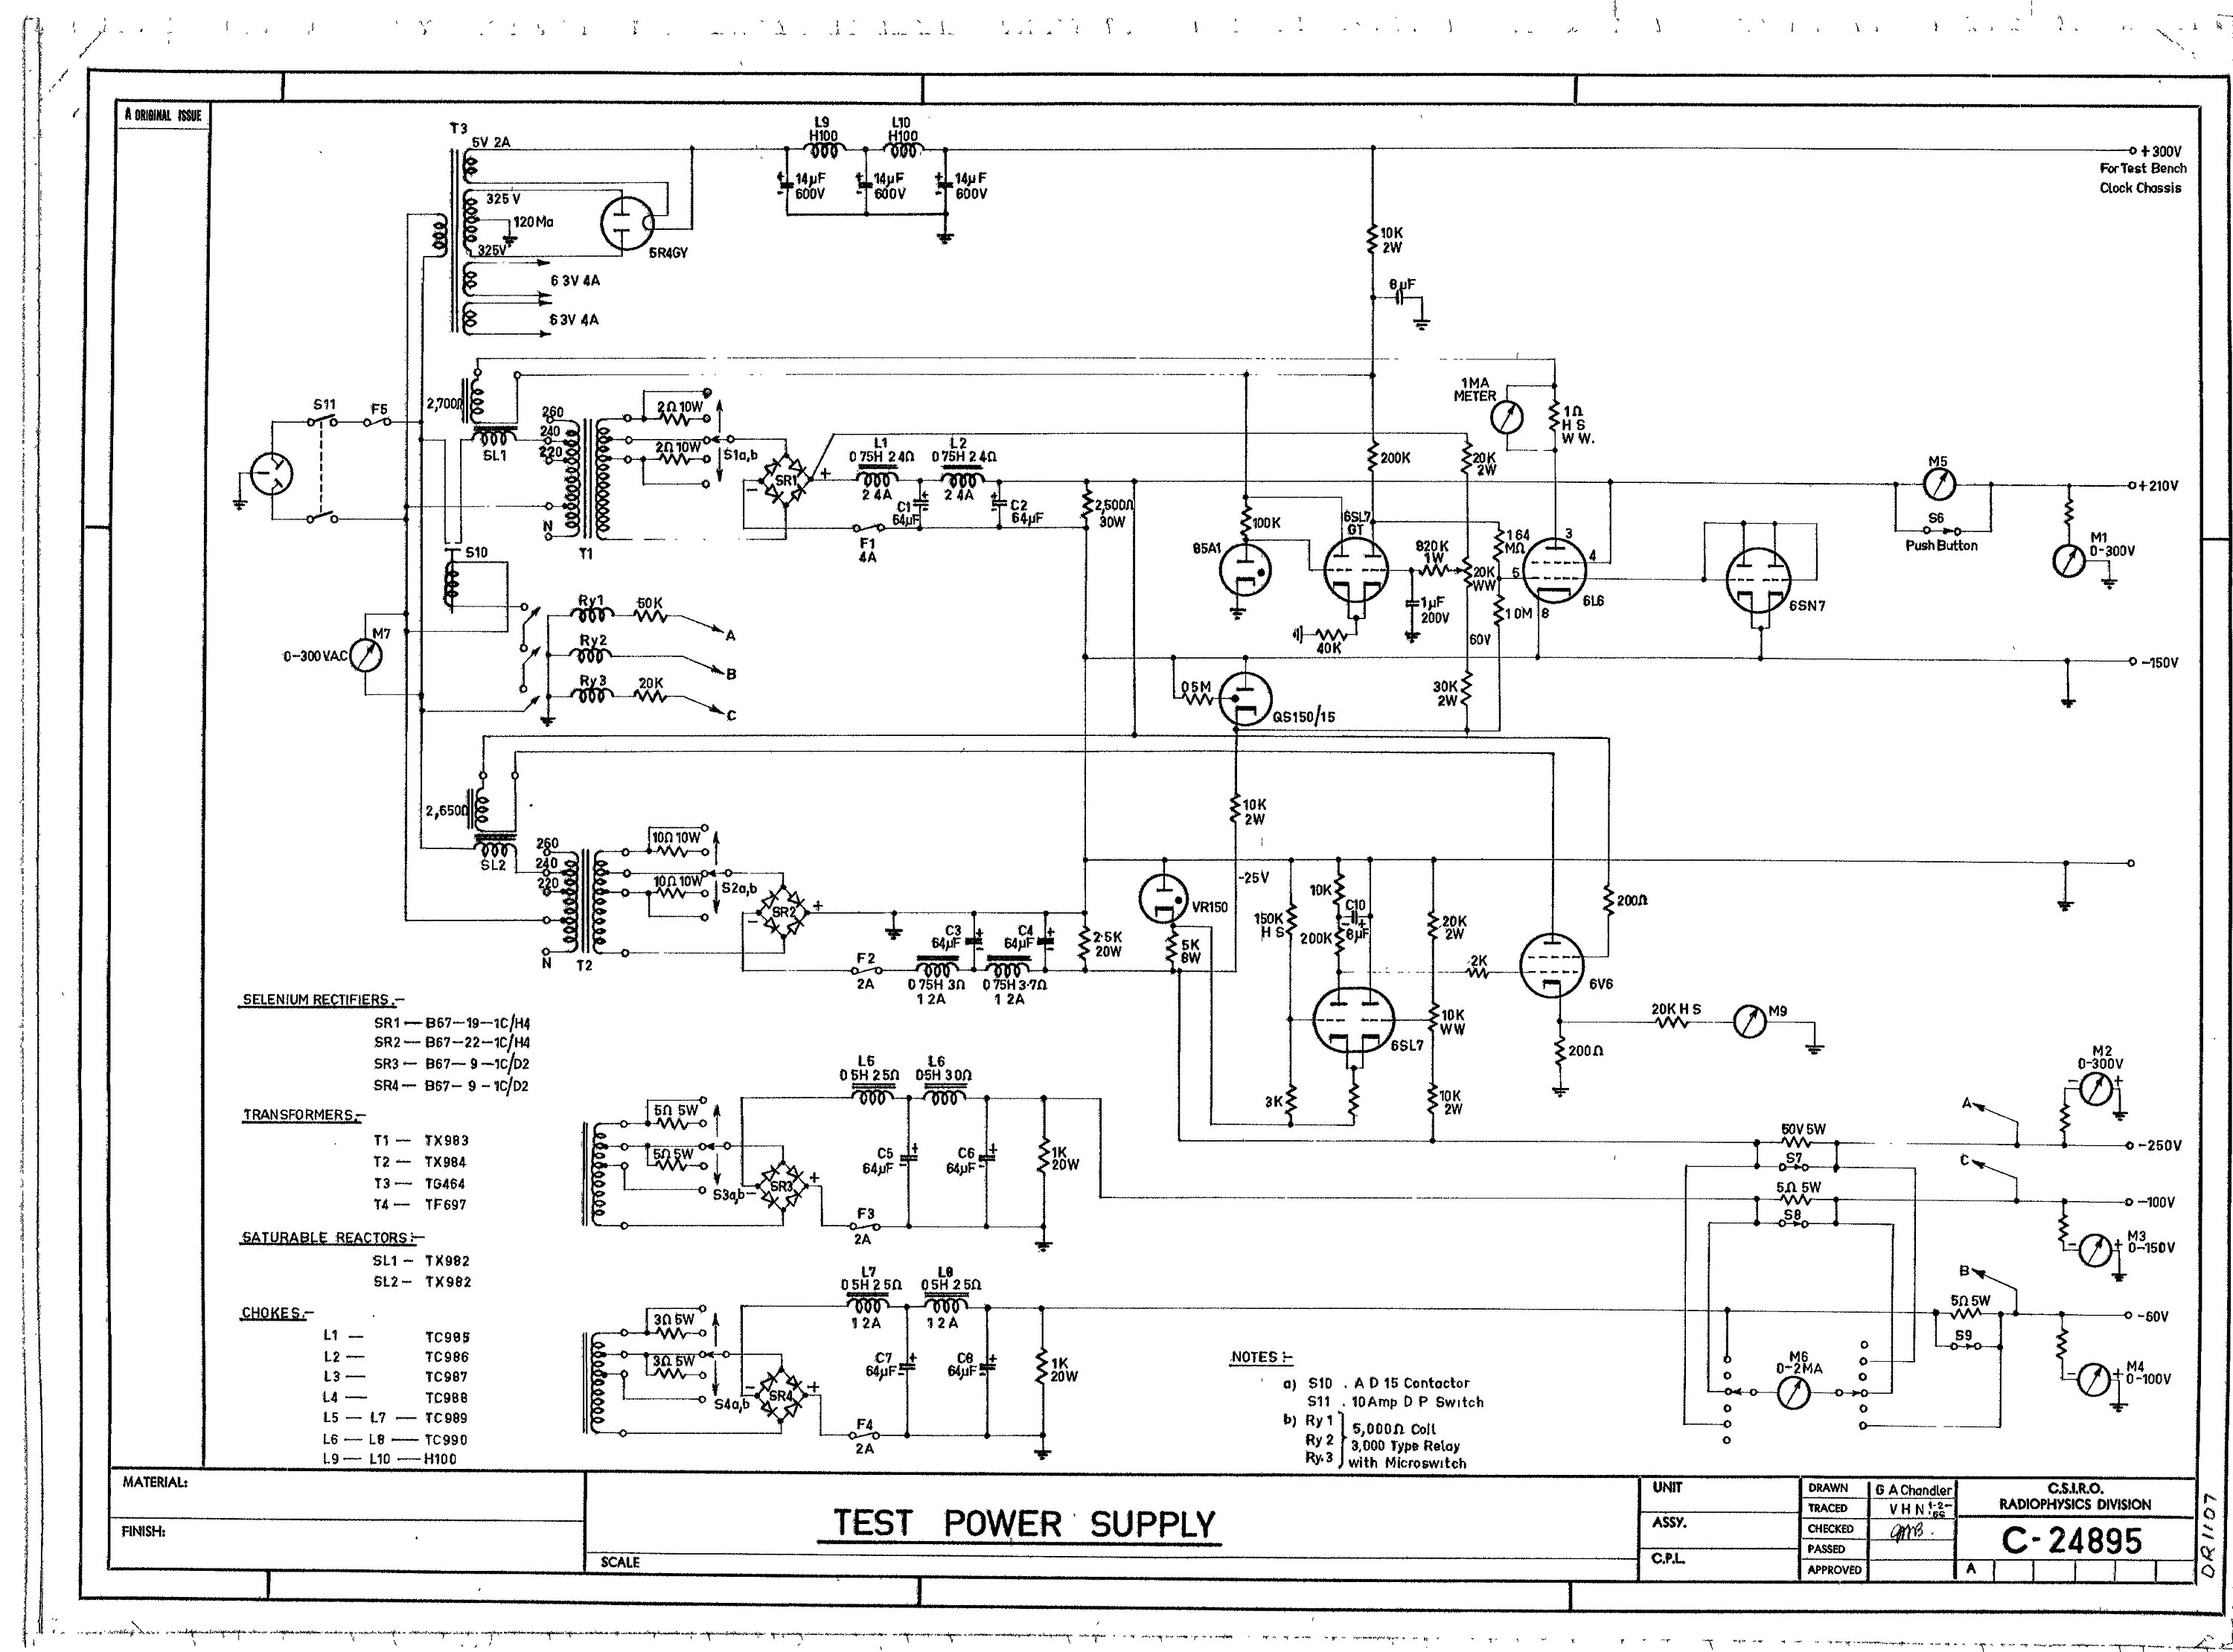 A ORIGINAL ISSUE
T3
5V 2A
325V
120Ma
325V
6 3V 4A
6 3V 4A
5R4GY
L9
H100
L10
H100
14µF
600V
14µF
600V
14µF
600V
+300V
For Test Bench
Clock Chassis
10K
2W
8µF
S11
F5
2,700Ω
SL1
260
240
220
N
T1
2Ω 10W
2Ω 10W
S1a,b
SR1
+
-
L1
0 75H 2 4Ω
2 4A
L2
0 75H 2 4Ω
2 4A
C1
64µF
C2
64µF
F1
4A
2,500Ω
30W
85A1
100K
200K
6SL7
GT
40K
820K
1W
1µF
200V
20K
2W
20K
WW
60V
30K
2W
1 64
MΩ
1 0M
1MA
METER
1Ω
H S
W W.
3
4
5
8
6L6
6SN7
M5
S6
Push Button
+210V
M1
0-300V
-150V
S10
M7
0-300 V.A.C
Ry1
50K
A
Ry2
B
Ry3
20K
C
0 5M
QS150/15
10K
2W
-25V
2,650Ω
SL2
260
240
220
N
T2
10Ω 10W
10Ω 10W
S2a,b
SR2
+
-
F2
2A
C3
64µF
C4
64µF
0 75H 3Ω
1 2A
0 75H 3·7Ω
1 2A
2·5K
20W
VR150
5K
8W
150K
H S
10K
200K
C10
8µF
20K
2W
10K
WW
10K
2W
3K
6SL7
2K
6V6
200Ω
200Ω
20K H S
M9
SELENIUM RECTIFIERS.-
SR1 — B67-19-1C/H4
SR2 — B67-22-1C/H4
SR3 — B67-9-1C/D2
SR4 — B67-9-1C/D2
TRANSFORMERS.-
T1 — TX983
T2 — TX984
T3 — TG464
T4 — TF697
SATURABLE REACTORS:-
SL1 — TX982
SL2 — TX982
CHOKES.-
L1 — TC985
L2 — TC986
L3 — TC987
L4 — TC988
L5 — L7 — TC989
L6 — L8 — TC990
L9 — L10 — H100
5Ω 5W
5Ω 5W
S3a,b
SR3
+
-
L6
0 5H 2 5Ω
L6
0 5H 3 0Ω
C5
64µF
C6
64µF
1K
20W
F3
2A
3Ω 5W
3Ω 5W
S4a,b
SR4
+
-
L7
0 5H 2 5Ω
1 2A
L8
0 5H 2 5Ω
1 2A
C7
64µF
C8
64µF
1K
20W
F4
2A
M2
0-300V
A
50V 5W
S7
-250V
C
5Ω 5W
S8
-100V
M3
0-150V
B
5Ω 5W
S9
-60V
M6
0-2MA
M4
0-100V
NOTES :-
a) S10 . A D 15 Contactor
S11 . 10Amp D P Switch
b) Ry 1
Ry 2
Ry.3
5,000Ω Coil
3,000 Type Relay
with Microswitch
MATERIAL:
FINISH:
TEST POWER SUPPLY
SCALE
UNIT
ASSY.
C.P.L.
DRAWN G A Chandler
TRACED V H N
CHECKED
PASSED
APPROVED
C.S.I.R.O.
RADIOPHYSICS DIVISION
C-24895
A
DR1107